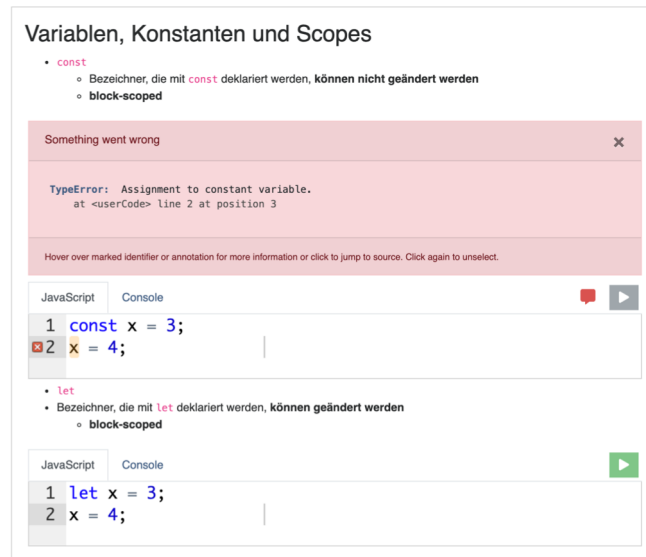 Variablen, Konstanten und Scopes
const
Bezeichner, die mit const deklariert werden, können nicht geändert werden
block-scoped
Something went wrong
TypeError: Assignment to constant variable.
at <userCode> line 2 at position 3
Hover over marked identifier or annotation for more information or click to jump to source. Click again to unselect.
JavaScript Console
1 const x = 3;
2 x = 4;
let
Bezeichner, die mit let deklariert werden, können geändert werden
block-scoped
JavaScript Console
1 let x = 3;
2 x = 4;